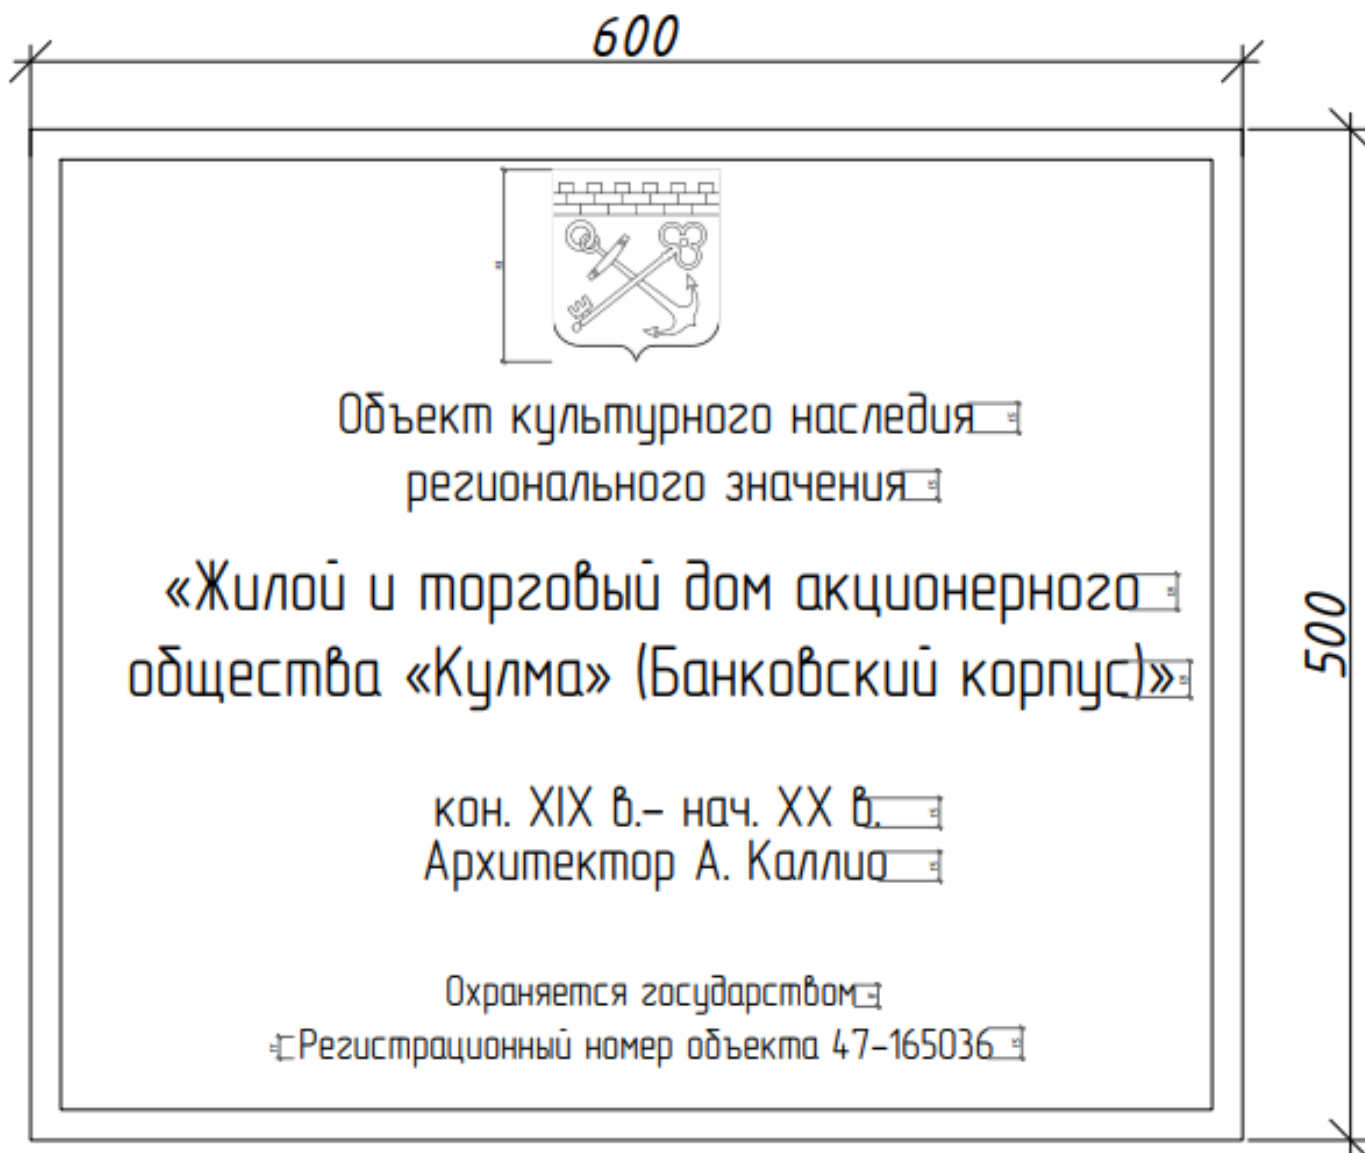 600
Объект культурного наследия
регионального значения
«Жилой и торговый дом акционерного
общества «Кулма» (Банковский корпус)»
500
кон. XIX в.– нач. XX в.
Архитектор А. Каллио
Охраняется государством
Регистрационный номер объекта 47-165036